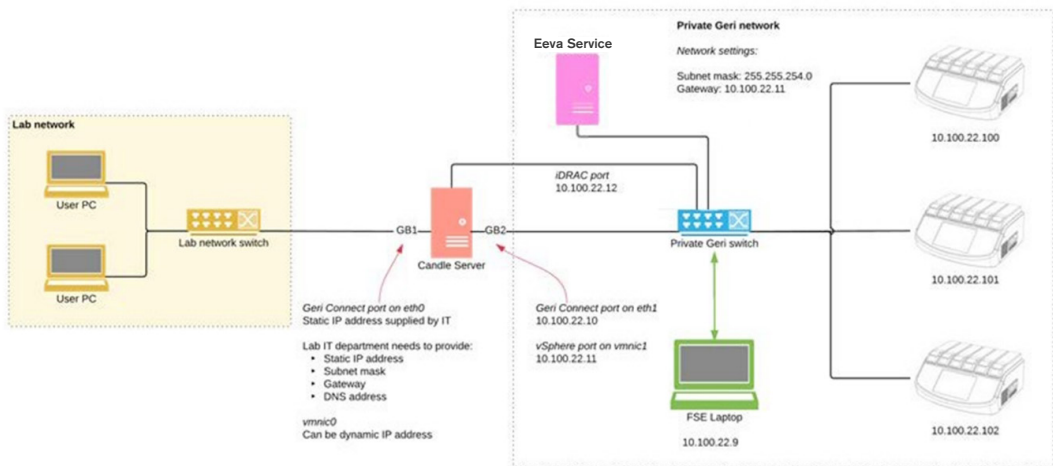 Private Geri network
Network settings:
Subnet mask: 255.255.254.0
Gateway: 10.100.22.11
Eeva Service
Lab network
User PC
User PC
Lab network switch
GB1
Candle Server
GB2
iDRAC port
10.100.22.12
Private Geri switch
10.100.22.100
10.100.22.101
10.100.22.102
Geri Connect port on eth0
Static IP address supplied by IT
Lab IT department needs to provide:
• Static IP address
• Subnet mask
• Gateway
• DNS address
vmnic0
Can be dynamic IP address
Geri Connect port on eth1
10.100.22.10
vSphere port on vmnic1
10.100.22.11
FSE Laptop
10.100.22.9